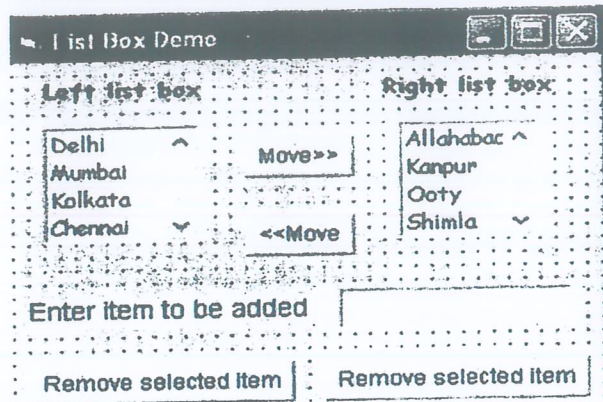 List Box Demo
Left list box Right list box
Delhi
Mumbai
Kolkata
Chennai
Move>>
<<Move
Allahabac
Kanpur
Ooty
Shimla
Enter item to be added
Remove selected item Remove selected item